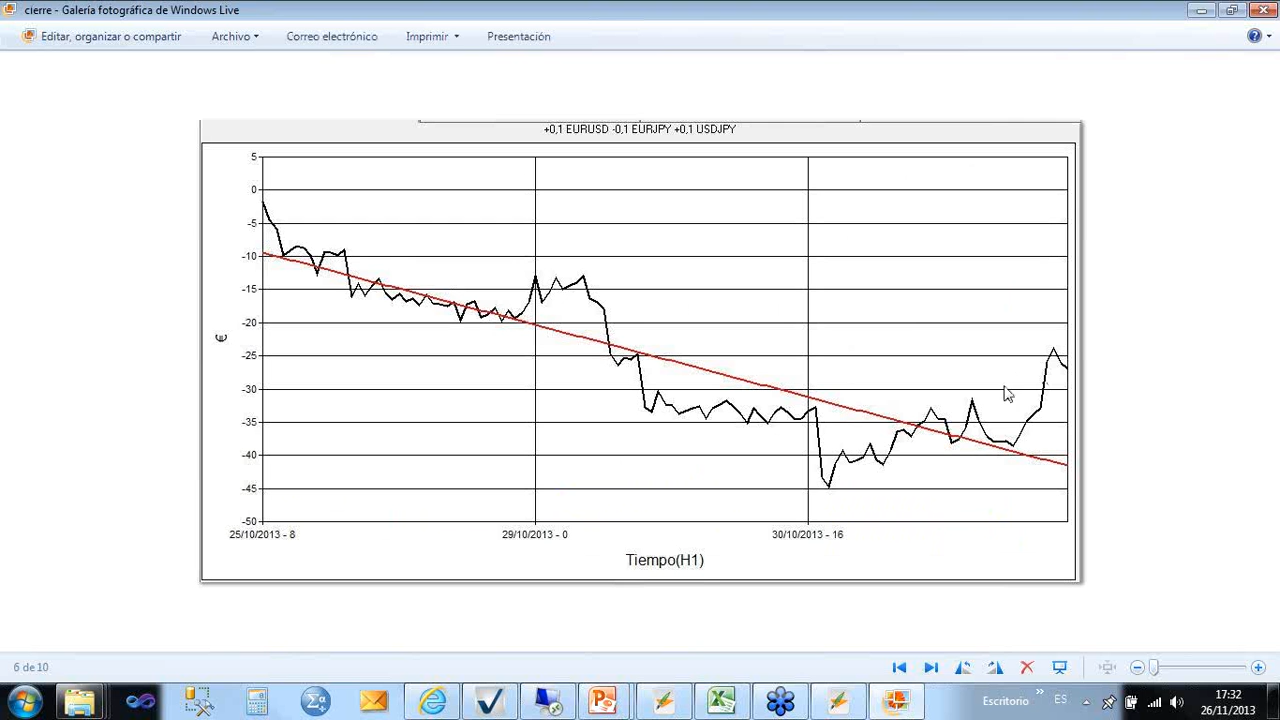 cierre - Galería fotográfica de Windows Live
Editar, organizar o compartir Archivo Correo electrónico Imprimir Presentación
+0,1 EURUSD -0,1 EURJPY +0,1 USDJPY
5
0
-5
-10
-15
-20
-25
-30
-35
-40
-45
-50
€
25/10/2013 - 8 29/10/2013 - 0 30/10/2013 - 16
Tiempo(H1)
6 de 10
Escritorio » ES 17:32
26/11/2013